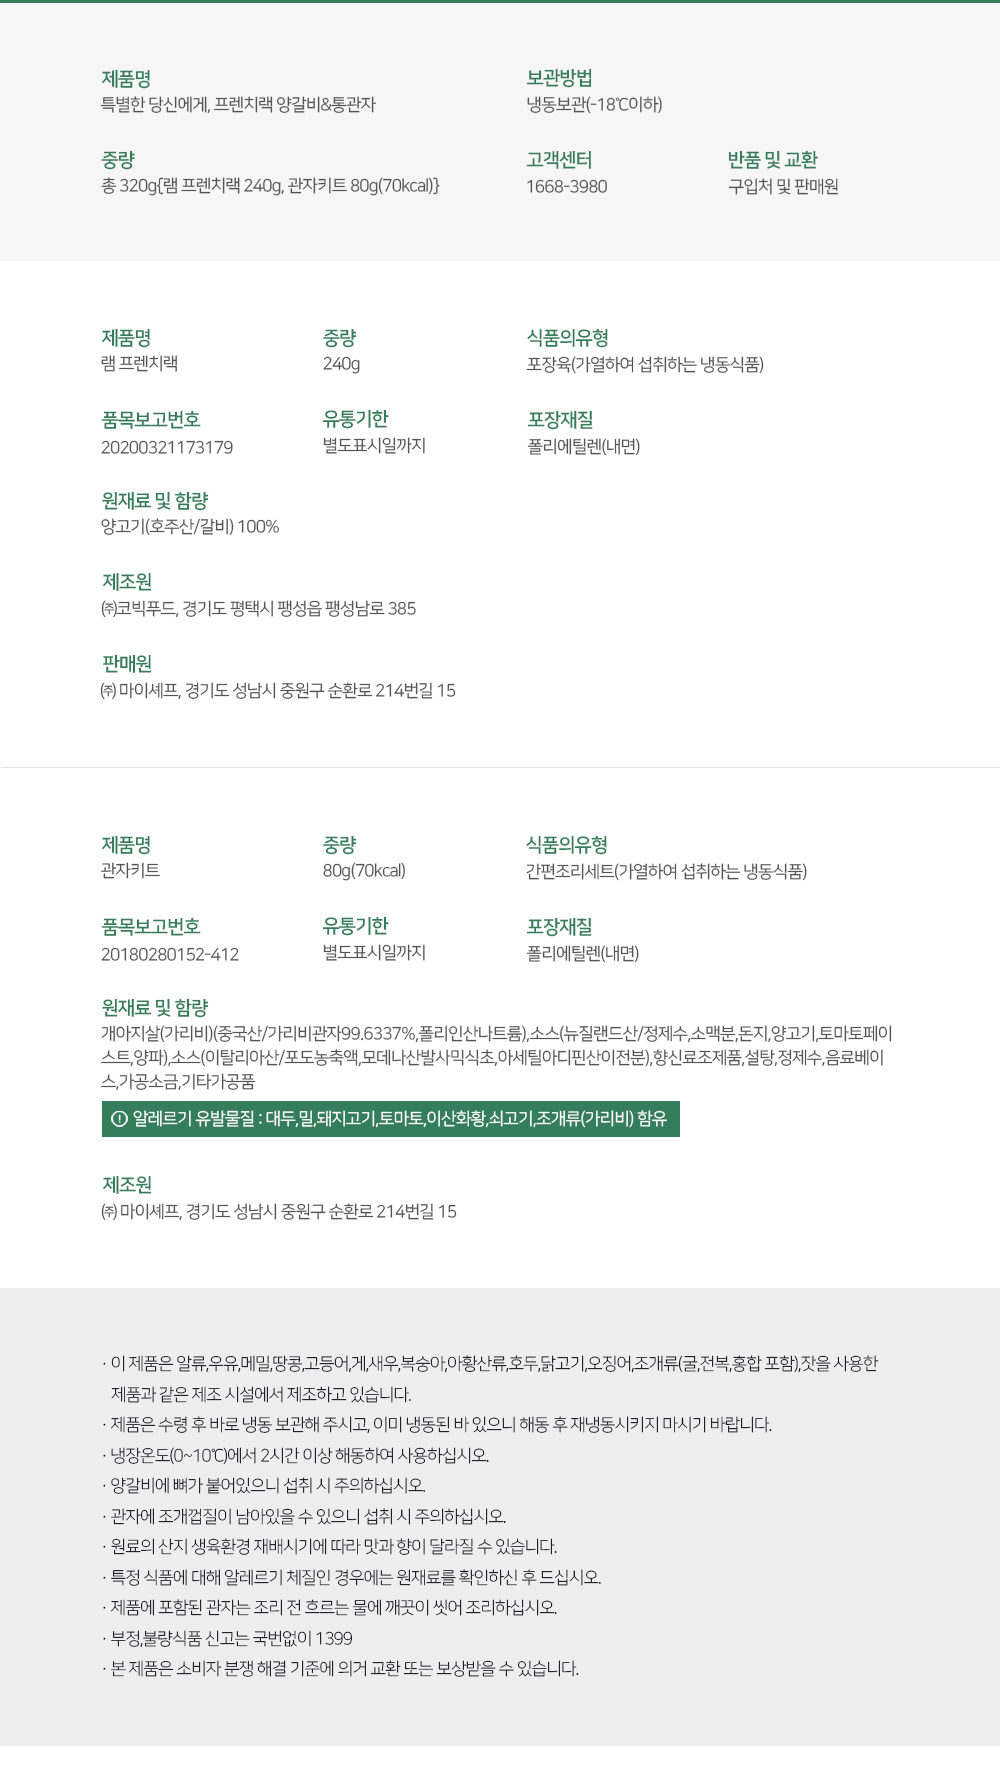 제품명
특별한 당신에게, 프렌치랙 양갈비&통관자
보관방법
냉동보관(-18℃이하)
중량
총 320g{램 프렌치랙 240g, 관자키트 80g(70kcal)}
고객센터
1668-3980
반품 및 교환
구입처 및 판매원
제품명
램 프렌치랙
중량
240g
식품의유형
포장육(가열하여 섭취하는 냉동식품)
품목보고번호
20200321173179
유통기한
별도표시일까지
포장재질
폴리에틸렌(내면)
원재료 및 함량
양고기(호주산/갈비) 100%
제조원
㈜코빅푸드, 경기도 평택시 팽성읍 팽성남로 385
판매원
㈜ 마이셰프, 경기도 성남시 중원구 순환로 214번길 15
제품명
관자키트
중량
80g(70kcal)
식품의유형
간편조리세트(가열하여 섭취하는 냉동식품)
품목보고번호
20180280152-412
유통기한
별도표시일까지
포장재질
폴리에틸렌(내면)
원재료 및 함량
개아지살(가리비)(중국산/가리비관자99.6337%,폴리인산나트륨),소스(뉴질랜드산/정제수,소맥분,돈지,양고기,토마토페이
스트,양파),소스(이탈리아산/포도농축액,모데나산발사믹식초,아세틸아디핀산이전분),향신료조제품,설탕,정제수,음료베이
스,가공소금,기타가공품
알레르기 유발물질 : 대두,밀,돼지고기,토마토,이산화황,쇠고기,조개류(가리비) 함유
제조원
㈜ 마이셰프, 경기도 성남시 중원구 순환로 214번길 15
· 이 제품은 알류,우유,메밀,땅콩,고등어,게,새우,복숭아,아황산류,호두,닭고기,오징어,조개류(굴,전복,홍합 포함),잣을 사용한
제품과 같은 제조 시설에서 제조하고 있습니다.
· 제품은 수령 후 바로 냉동 보관해 주시고, 이미 냉동된 바 있으니 해동 후 재냉동시키지 마시기 바랍니다.
· 냉장온도(0~10℃)에서 2시간 이상 해동하여 사용하십시오.
· 양갈비에 뼈가 붙어있으니 섭취 시 주의하십시오.
· 관자에 조개껍질이 남아있을 수 있으니 섭취 시 주의하십시오.
· 원료의 산지 생육환경 재배시기에 따라 맛과 향이 달라질 수 있습니다.
· 특정 식품에 대해 알레르기 체질인 경우에는 원재료를 확인하신 후 드십시오.
· 제품에 포함된 관자는 조리 전 흐르는 물에 깨끗이 씻어 조리하십시오.
· 부정,불량식품 신고는 국번없이 1399
· 본 제품은 소비자 분쟁 해결 기준에 의거 교환 또는 보상받을 수 있습니다.